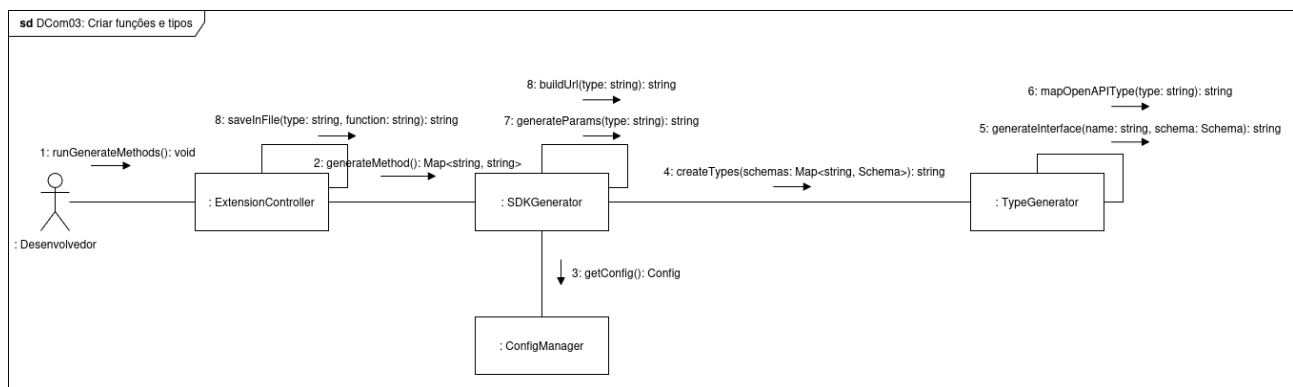 sd DCom03: Criar funções e tipos
8: buildUrl(type: string): string
6: mapOpenAPIType(type: string): string
8: saveInFile(type: string, function: string): string
7: generateParams(type: string): string
5: generateInterface(name: string, schema: Schema): string
1: runGenerateMethods(): void
2: generateMethod(): Map<string, string>
4: createTypes(schemas: Map<string, Schema>): string
: ExtensionController
: SDKGenerator
: TypeGenerator
: Desenvolvedor
3: getConfig(): Config
: ConfigManager